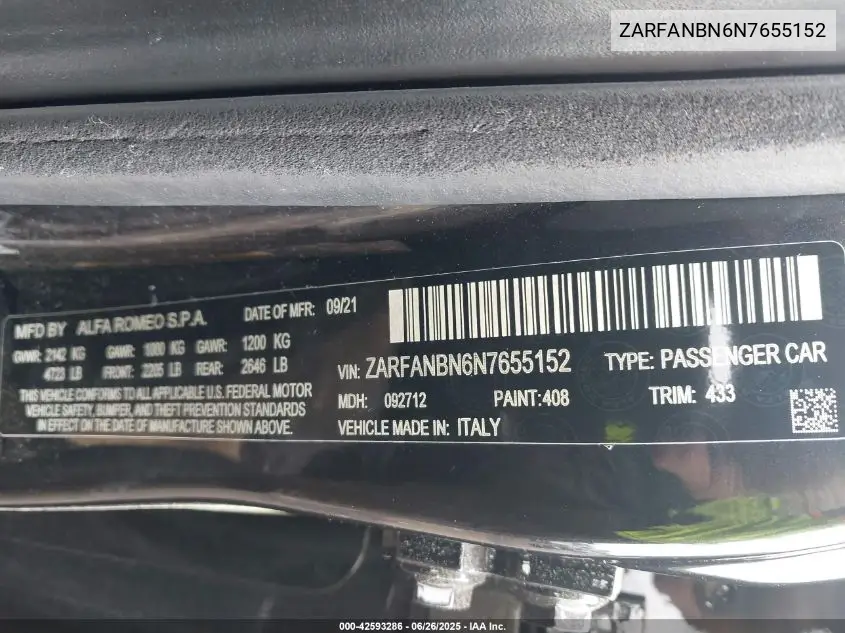 ZARFANBN6N7655152
MFD BY ALFA ROMEO S.P.A. DATE OF MFR: 09/21
GVWR: 2142 KG GAWR: 1000 KG GAWR: 1200 KG
4723 LB FRONT: 2205 LB REAR: 2646 LB
THIS VEHICLE CONFORMS TO ALL APPLICABLE U.S. FEDERAL MOTOR
VEHICLE SAFETY, BUMPER, AND THEFT PREVENTION STANDARDS
IN EFFECT ON THE DATE OF MANUFACTURE SHOWN ABOVE.
VIN: ZARFANBN6N7655152 TYPE: PASSENGER CAR
MDH: 092712 PAINT:408 TRIM: 433
VEHICLE MADE IN: ITALY
000-42593286 - 06/26/2025 - IAA Inc.